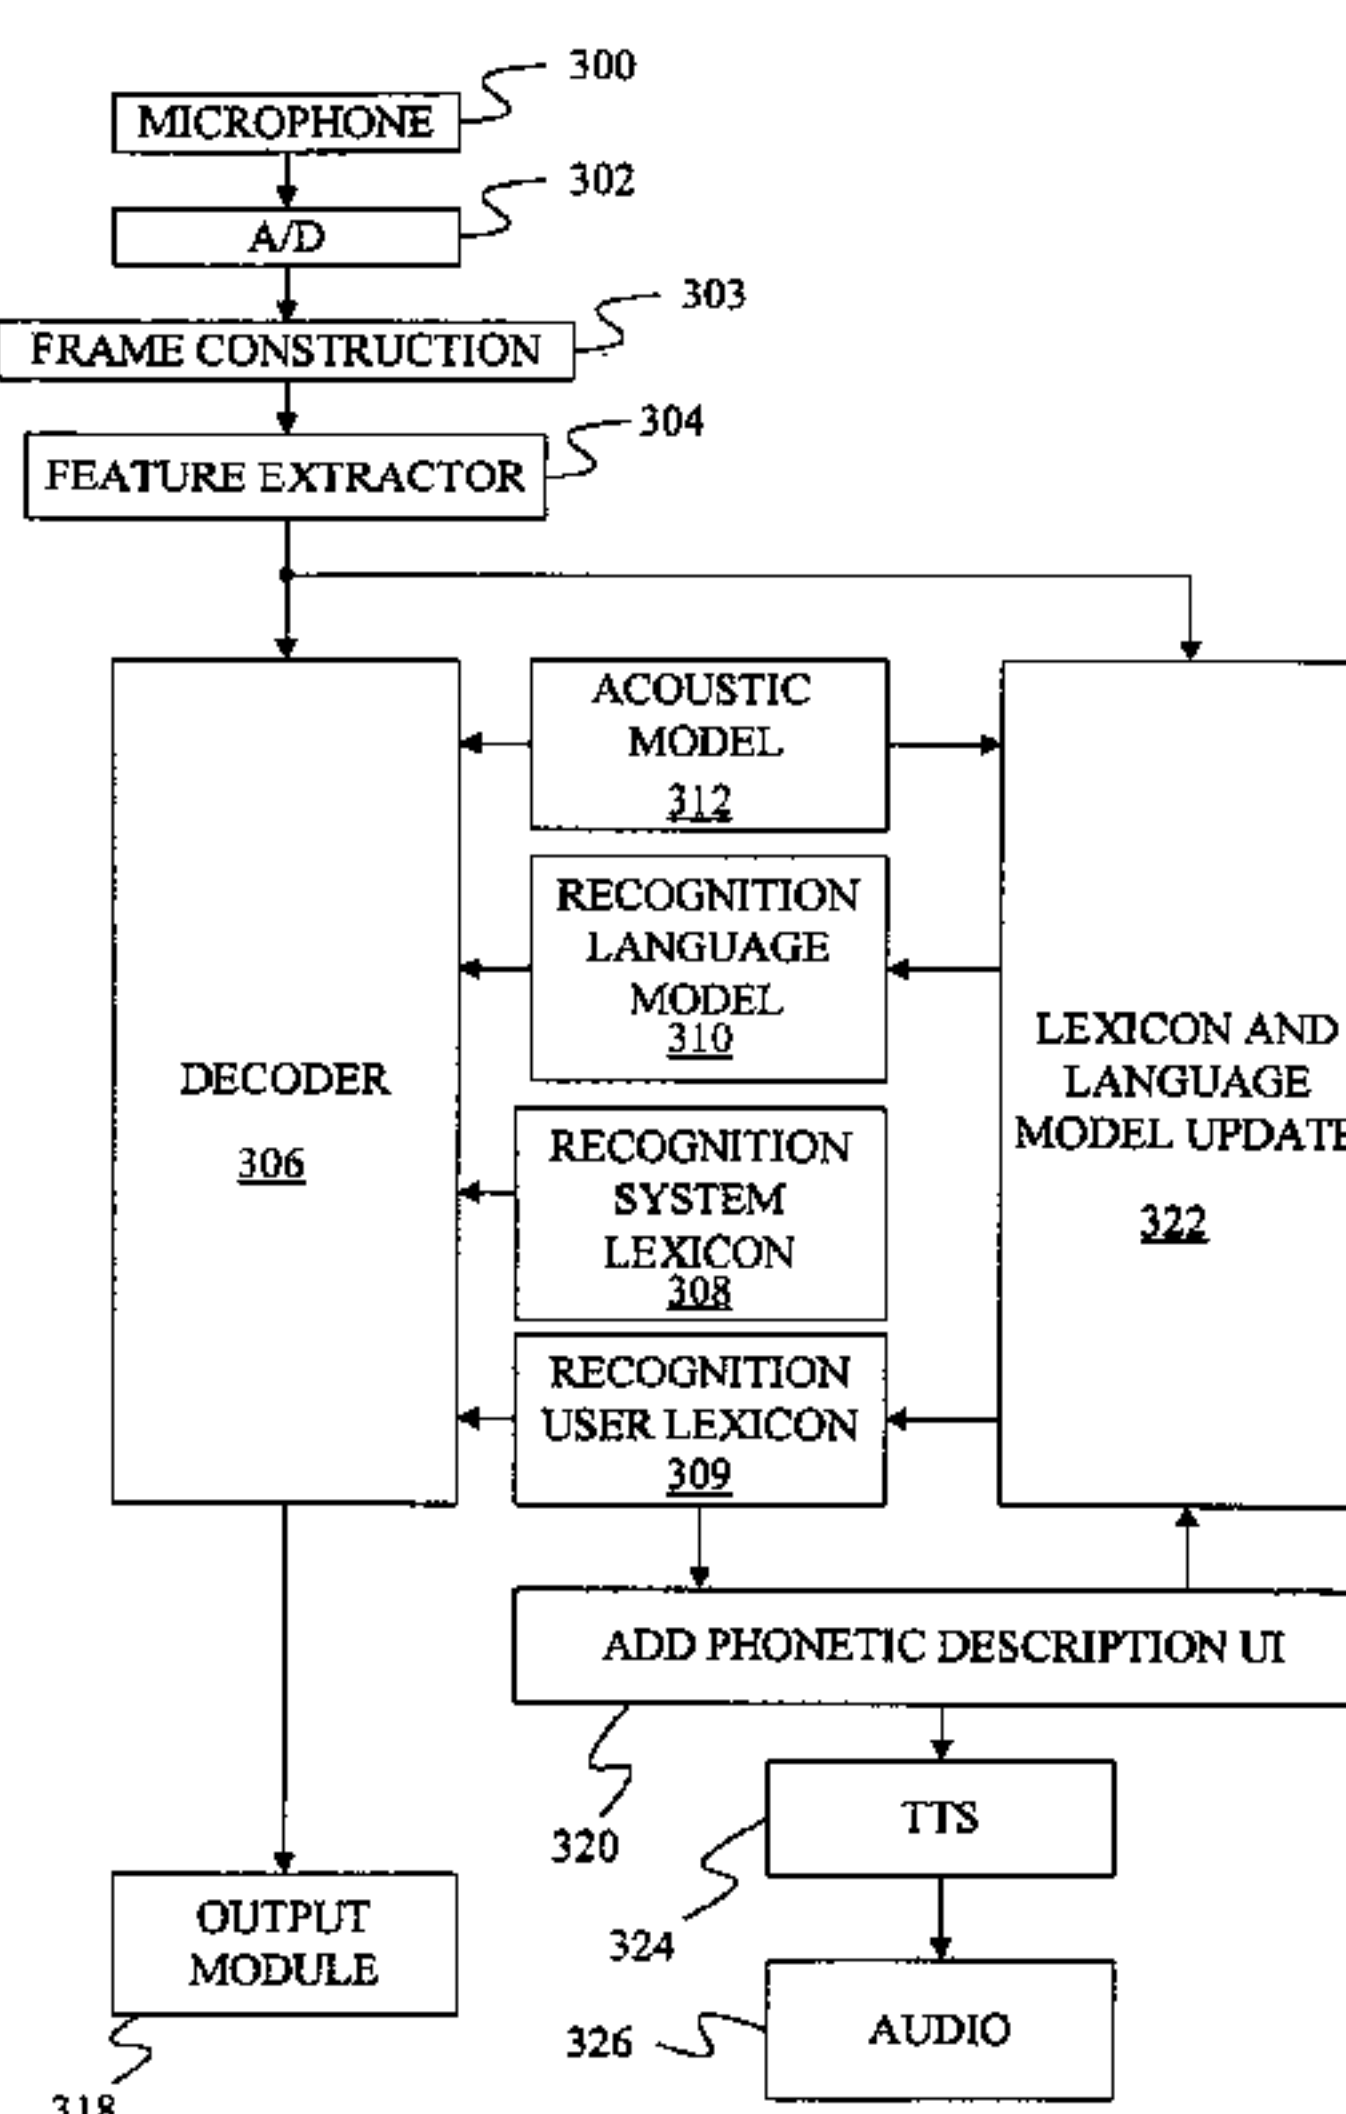 300
MICROPHONE
302
A/D
303
FRAME CONSTRUCTION
304
FEATURE EXTRACTOR
ACOUSTIC
MODEL
312
RECOGNITION
LANGUAGE
MODEL
310
DECODER
306
RECOGNITION
SYSTEM
LEXICON
308
LEXICON AND
LANGUAGE
MODEL UPDATE
322
RECOGNITION
USER LEXICON
309
ADD PHONETIC DESCRIPTION UI
320
TTS
324
OUTPUT
MODULE
318
AUDIO
326